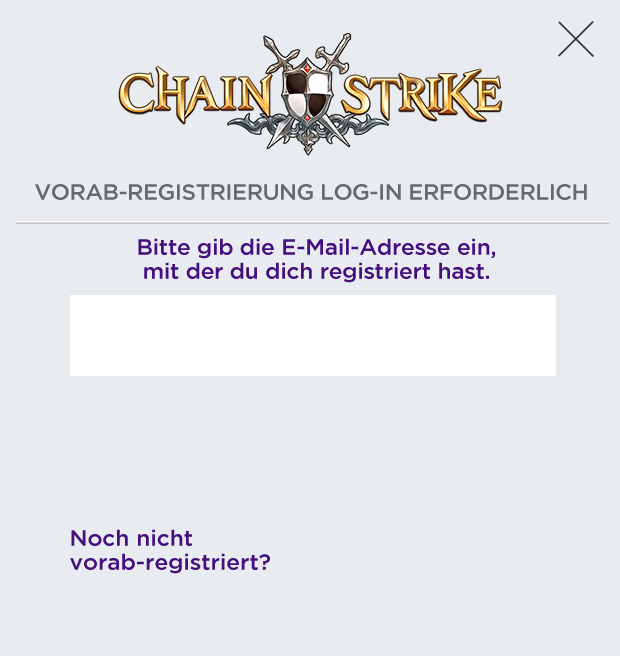 CHAIN STRIKE
VORAB-REGISTRIERUNG LOG-IN ERFORDERLICH
Bitte gib die E-Mail-Adresse ein,
mit der du dich registriert hast.
Noch nicht
vorab-registriert?